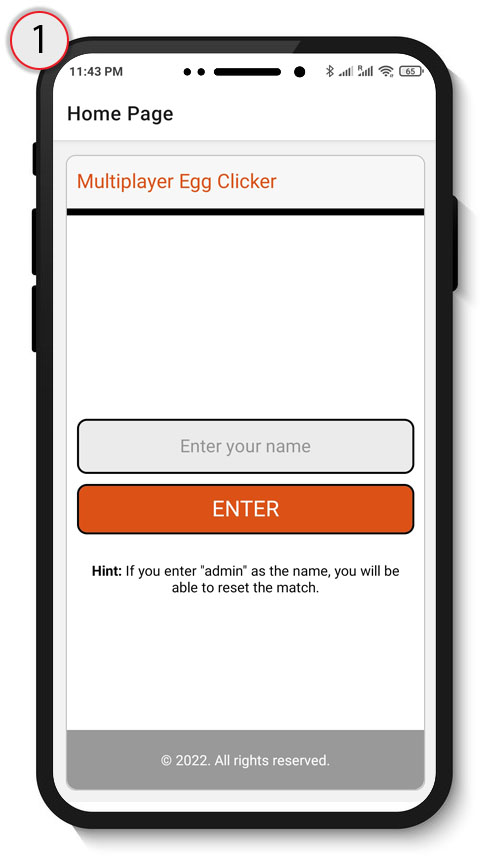 1
11:43 PM
R
65
Home Page
Multiplayer Egg Clicker
Enter your name
ENTER
Hint: If you enter "admin" as the name, you will be
able to reset the match.
© 2022. All rights reserved.